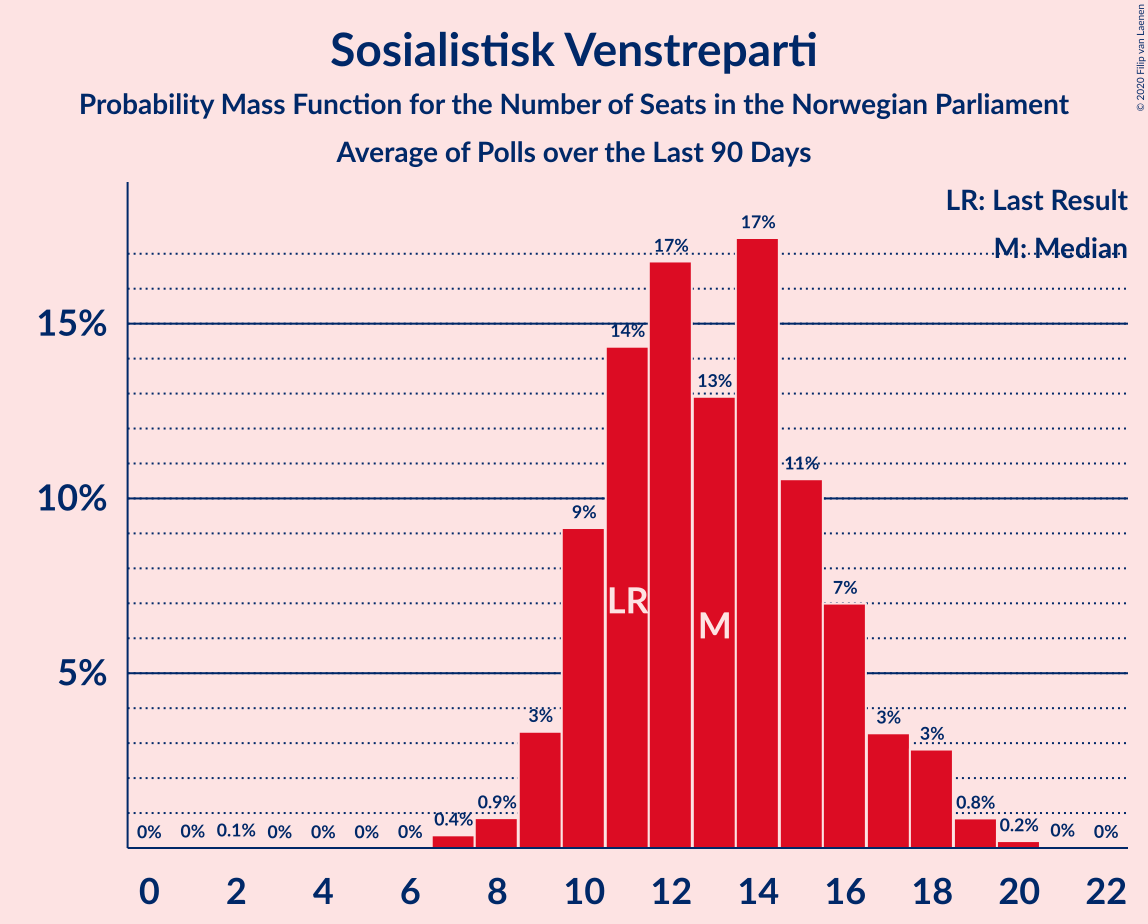 Sosialistisk Venstreparti
Probability Mass Function for the Number of Seats in the Norwegian Parliament
Average of Polls over the Last 90 Days
© 2020 Filip van Laenen
LR: Last Result
M: Median
15%
10%
5%
0% 0% 0.1% 0% 0% 0% 0% 0.4% 0.9% 3% 9% 14% 17% 13% 17% 11% 7% 3% 3% 0.8% 0.2% 0% 0%
LR
M
0 2 4 6 8 10 12 14 16 18 20 22